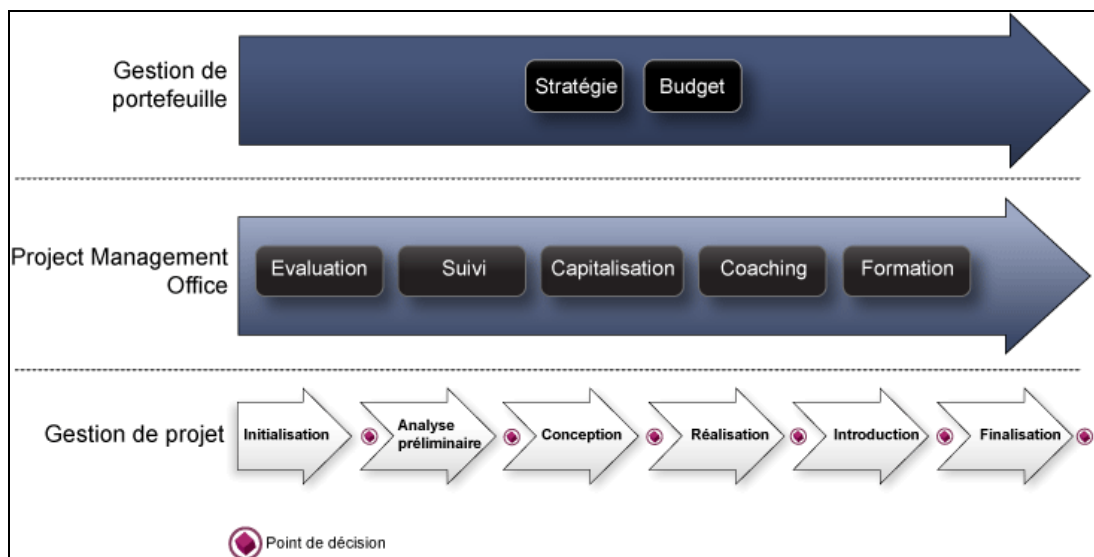 Gestion de
portefeuille
Stratégie
Budget
Project Management
Office
Evaluation
Suivi
Capitalisation
Coaching
Formation
Gestion de projet
Initialisation
Analyse
préliminaire
Conception
Réalisation
Introduction
Finalisation
Point de décision